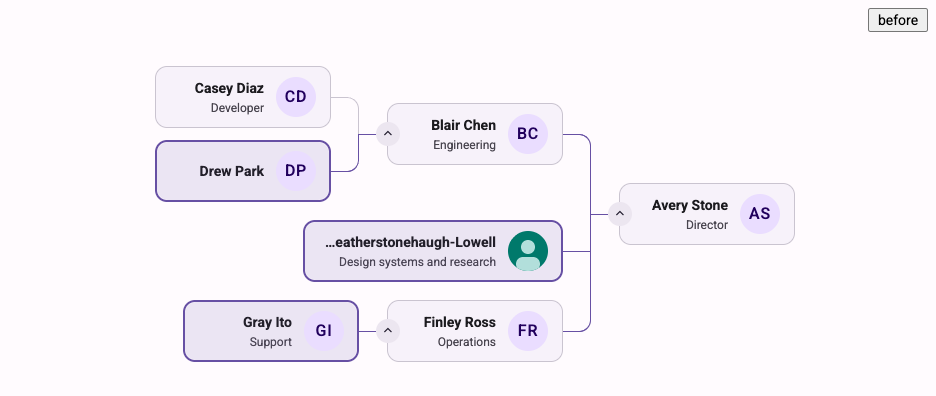 before
Casey Diaz
Developer
CD
Drew Park
DP
Blair Chen
Engineering
BC
…eatherstonehaugh-Lowell
Design systems and research
Avery Stone
Director
AS
Gray Ito
Support
GI
Finley Ross
Operations
FR